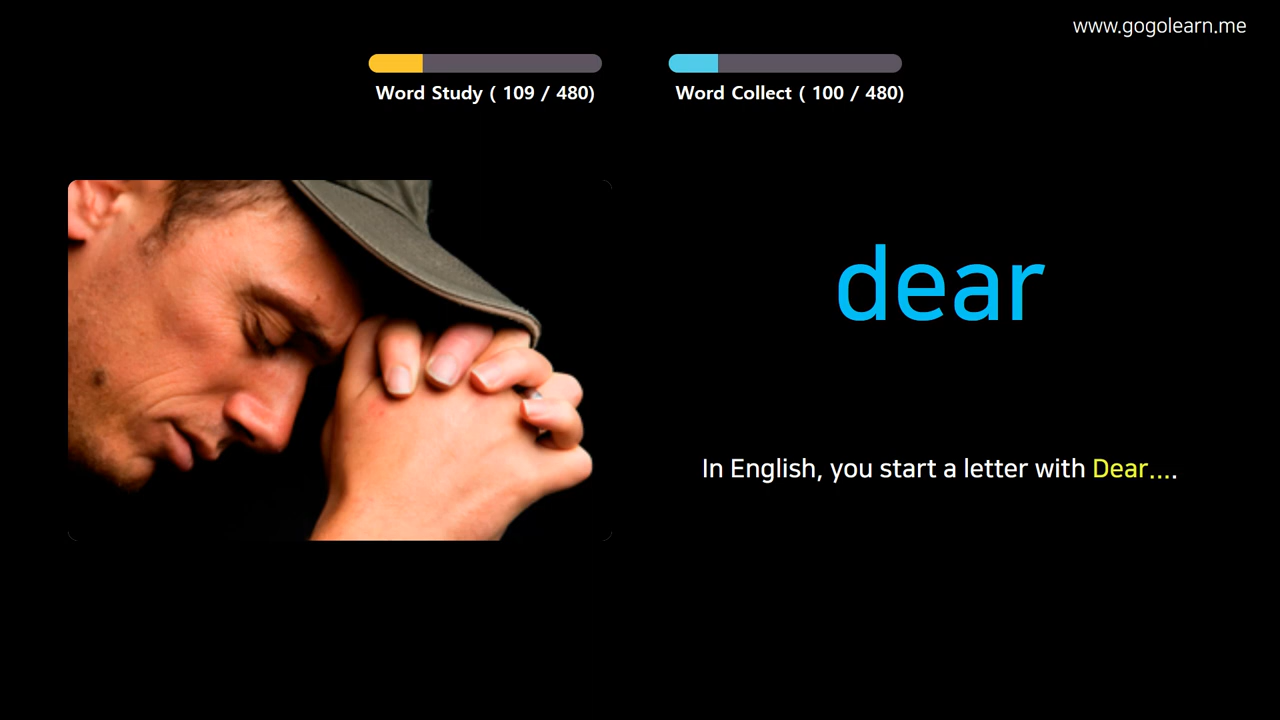 www.gogolearn.me
Word Study ( 109 / 480)
Word Collect ( 100 / 480)
dear
In English, you start a letter with Dear....